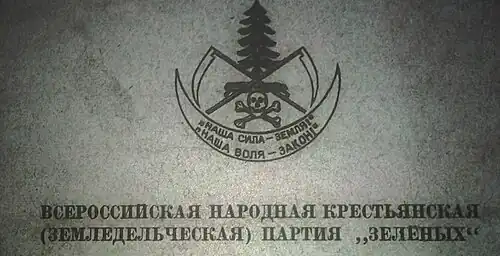 „НАША СИЛА – ЗЕМЛЯ!“
„НАША ВОЛЯ – ЗАКОН!“
ВСЕРОССИЙСКАЯ НАРОДНАЯ КРЕСТЬЯНСКАЯ
(ЗЕМЛЕДЕЛЬЧЕСКАЯ) ПАРТИЯ „ЗЕЛЕНЫХ“